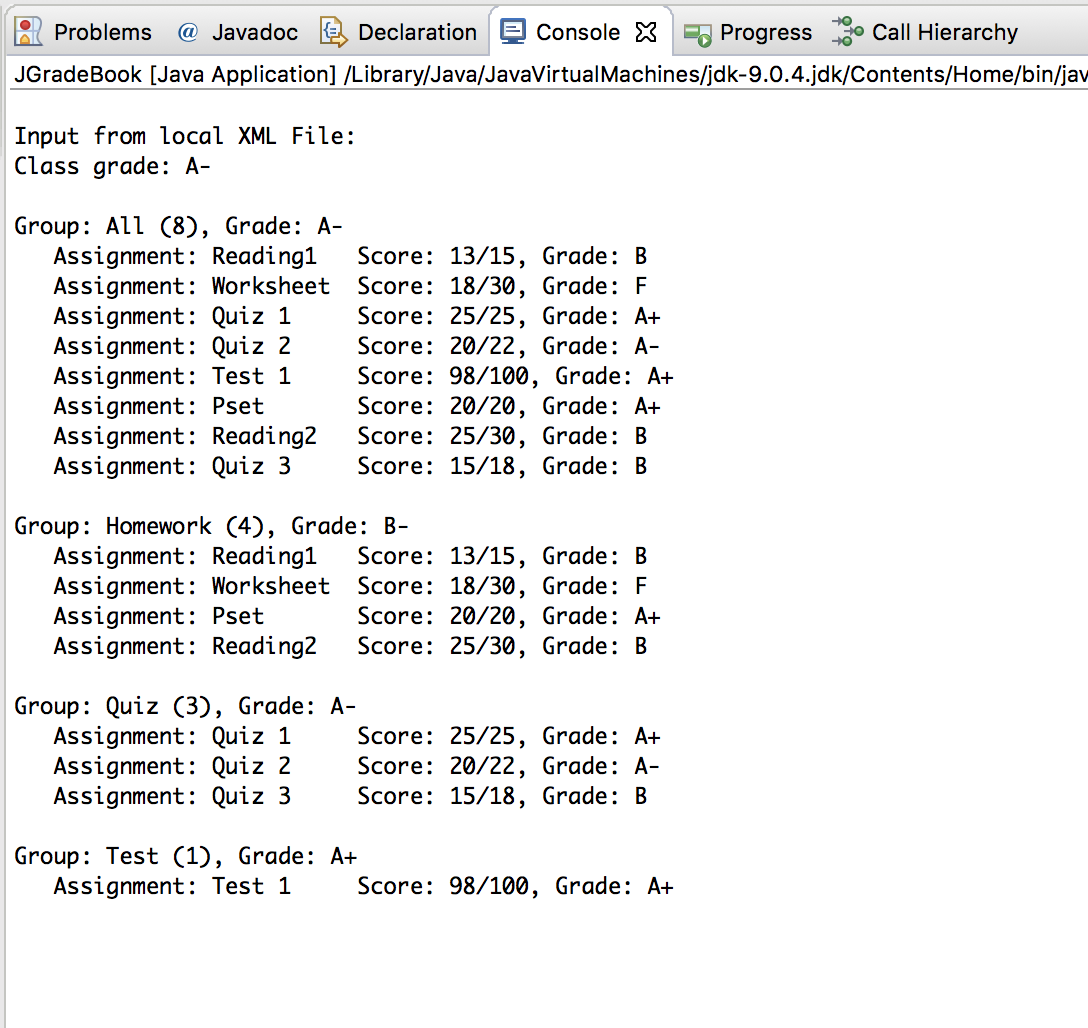 Problems @ Javadoc Declaration Console Progress Call Hierarchy
JGradeBook [Java Application] /Library/Java/JavaVirtualMachines/jdk-9.0.4.jdk/Contents/Home/bin/jav
Input from local XML File:
Class grade: A-
Group: All (8), Grade: A-
Assignment: Reading1 Score: 13/15, Grade: B
Assignment: Worksheet Score: 18/30, Grade: F
Assignment: Quiz 1 Score: 25/25, Grade: A+
Assignment: Quiz 2 Score: 20/22, Grade: A-
Assignment: Test 1 Score: 98/100, Grade: A+
Assignment: Pset Score: 20/20, Grade: A+
Assignment: Reading2 Score: 25/30, Grade: B
Assignment: Quiz 3 Score: 15/18, Grade: B
Group: Homework (4), Grade: B-
Assignment: Reading1 Score: 13/15, Grade: B
Assignment: Worksheet Score: 18/30, Grade: F
Assignment: Pset Score: 20/20, Grade: A+
Assignment: Reading2 Score: 25/30, Grade: B
Group: Quiz (3), Grade: A-
Assignment: Quiz 1 Score: 25/25, Grade: A+
Assignment: Quiz 2 Score: 20/22, Grade: A-
Assignment: Quiz 3 Score: 15/18, Grade: B
Group: Test (1), Grade: A+
Assignment: Test 1 Score: 98/100, Grade: A+